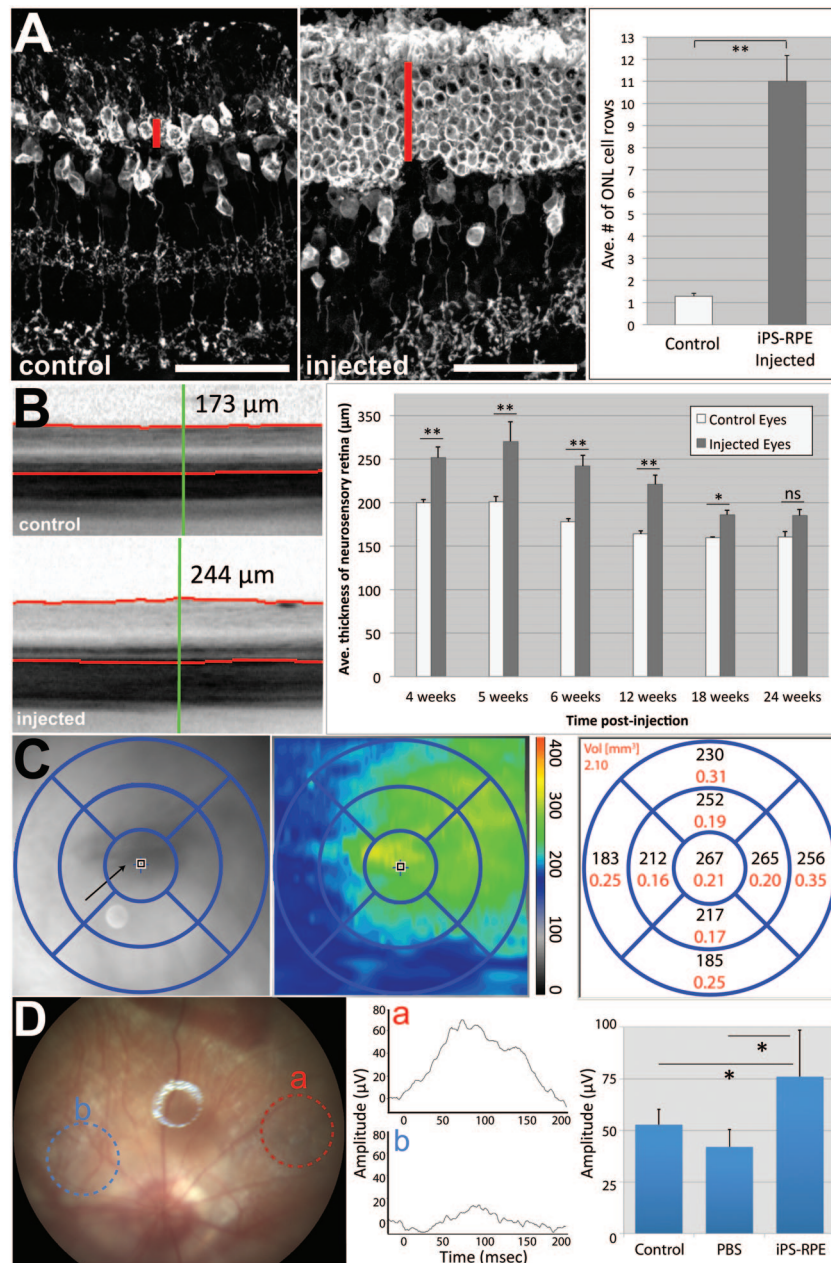 A
control
injected
Ave. # of ONL cell rows
13
12
11
10
9
8
7
6
5
4
3
2
1
0
**
Control
iPS-RPE
Injected
B
173 µm
control
244 µm
injected
Ave. thickness of neurosensory retina (µm)
350
250
200
150
100
50
0
**
**
**
**
*
ns
Control Eyes
Injected Eyes
4 weeks
5 weeks
6 weeks
12 weeks
18 weeks
24 weeks
Time post-injection
C
400
300
200
100
0
Vol [mm³]
2.10
230
0.31
252
0.19
183
0.25
212
0.16
267
0.21
265
0.20
256
0.35
217
0.17
185
0.25
D
a
b
a
Amplitude (µV)
80
60
40
20
0
0
50
100
150
200
b
80
60
40
20
0
0
50
100
150
200
Time (msec)
Amplitude (µV)
100
75
50
25
0
*
*
Control
PBS
iPS-RPE